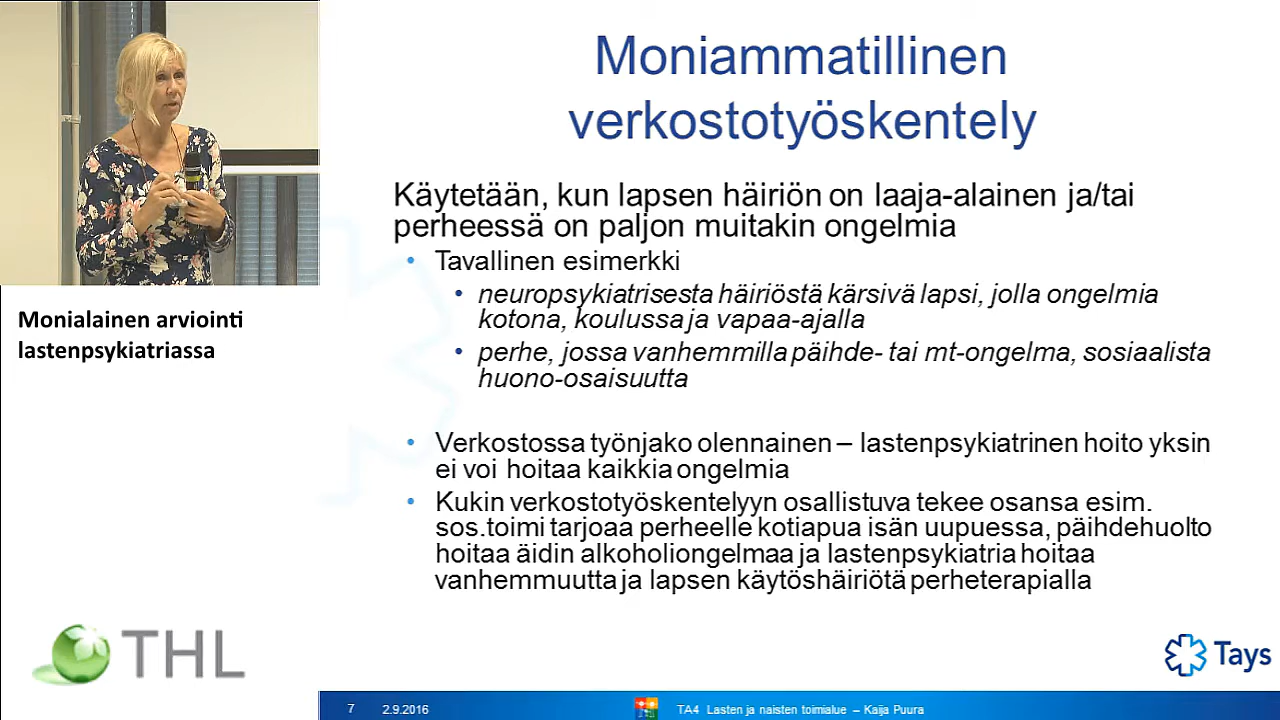 Moniammatillinen
verkostotyöskentely
Käytetään, kun lapsen häiriön on laaja-alainen ja/tai
perheessä on paljon muitakin ongelmia
• Tavallinen esimerkki
• neuropsykiatrisesta häiriöstä kärsivä lapsi, jolla ongelmia
kotona, koulussa ja vapaa-ajalla
• perhe, jossa vanhemmilla päihde- tai mt-ongelma, sosiaalista
huono-osaisuutta
• Verkostossa työnjako olennainen – lastenpsykiatrinen hoito yksin
ei voi hoitaa kaikkia ongelmia
• Kukin verkostotyöskentelyyn osallistuva tekee osansa esim.
sos.toimi tarjoaa perheelle kotiapua isän uupuessa, päihdehuolto
hoitaa äidin alkoholiongelmaa ja lastenpsykiatria hoitaa
vanhemmuutta ja lapsen käytöshäiriötä perheterapialla
Monialainen arviointi
lastenpsykiatriassa
THL
Tays
7 2.9.2016 TA4 Lasten ja naisten toimialue – Kaija Puura